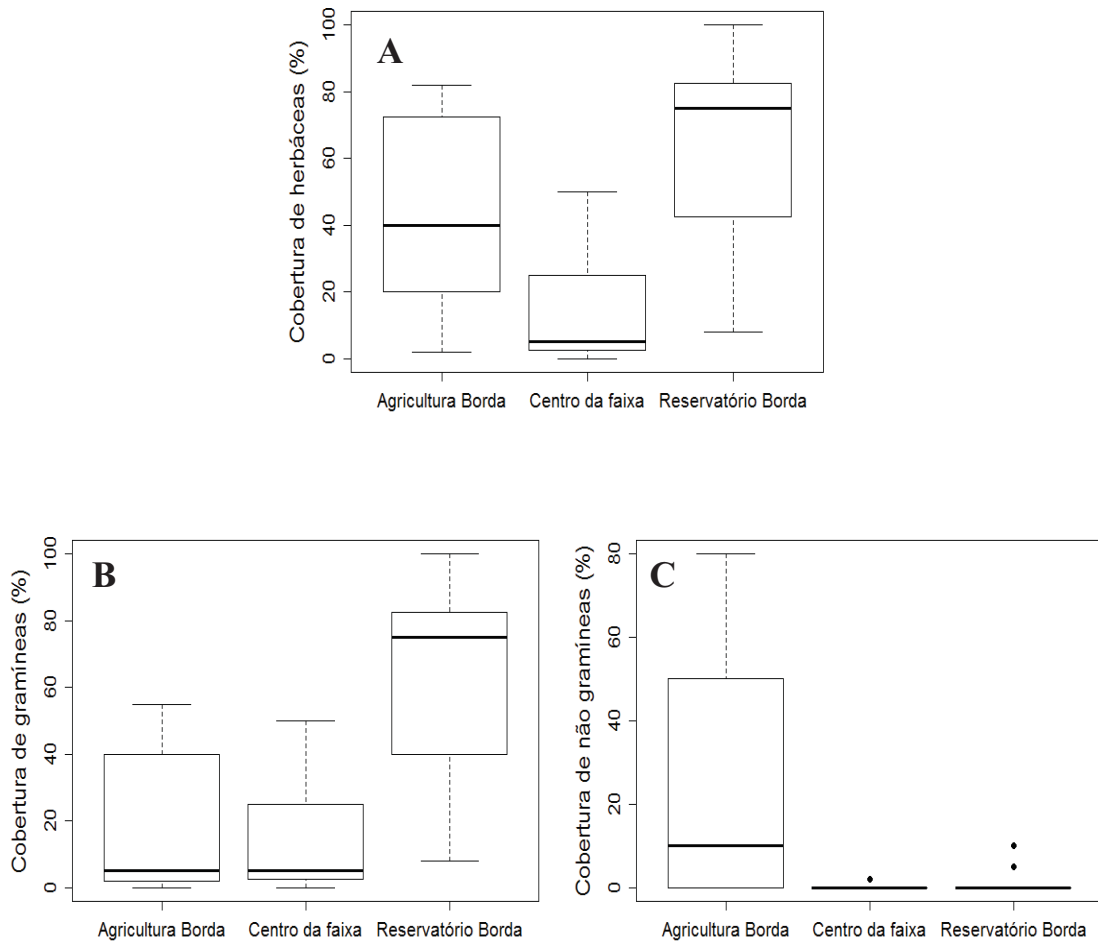 A
Cobertura de herbáceas (%)
100
80
60
40
20
0
Agricultura Borda
Centro da faixa
Reservatório Borda
B
Cobertura de gramíneas (%)
100
80
60
40
20
0
Agricultura Borda
Centro da faixa
Reservatório Borda
C
Cobertura de não gramíneas (%)
80
60
40
20
0
Agricultura Borda
Centro da faixa
Reservatório Borda